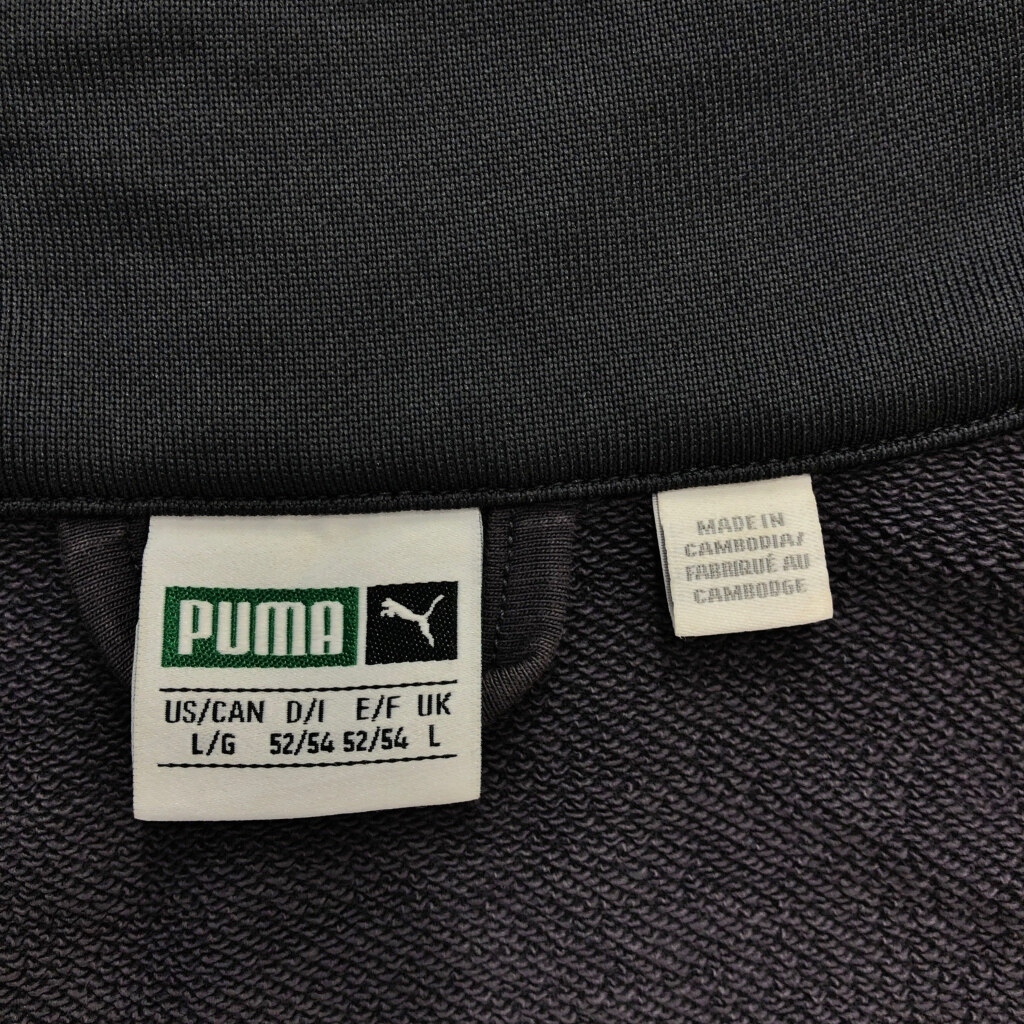 PUMA
US/CAN D/I E/F UK
L/G 52/54 52/54 L
MADE IN
CAMBODIA/
FABRIQUÉ AU
CAMBODGE